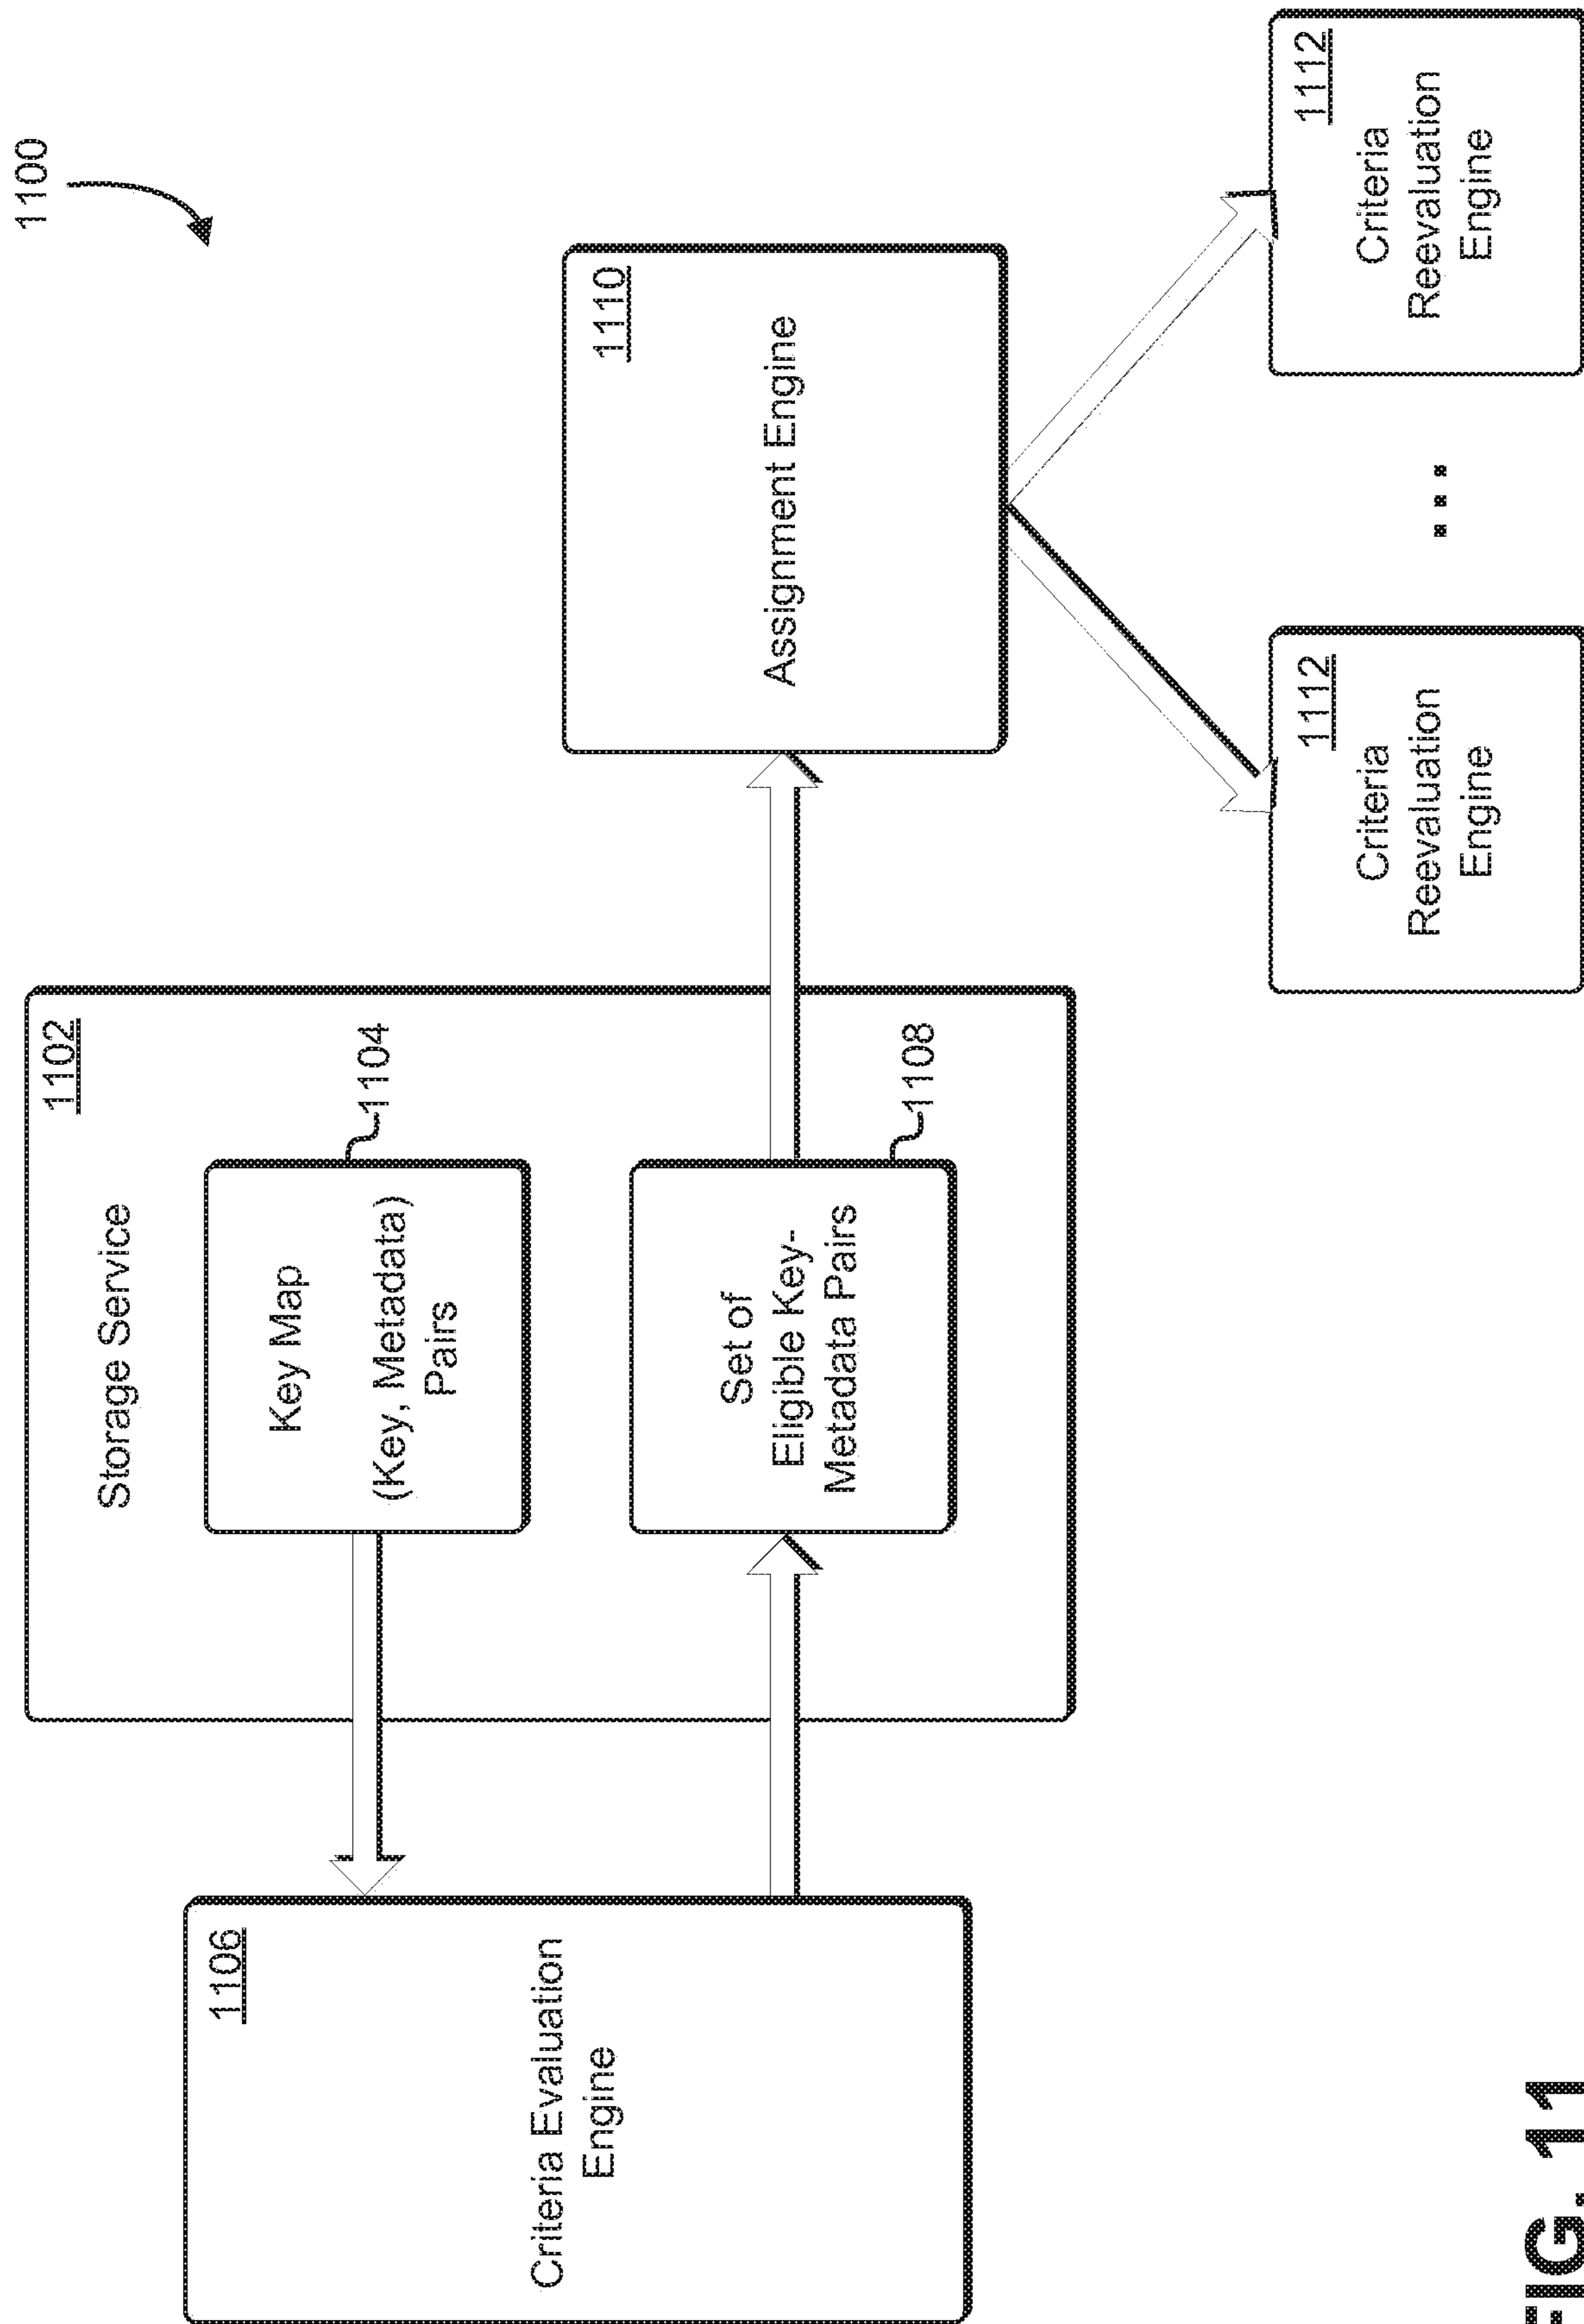 1100
1102
Storage Service
1104
Key Map
(Key, Metadata)
Pairs
1106
Criteria Evaluation
Engine
1108
Set of
Eligible Key-
Metadata Pairs
1110
Assignment Engine
1112
Criteria
Reevaluation
Engine
...
1112
Criteria
Reevaluation
Engine
FIG. 11